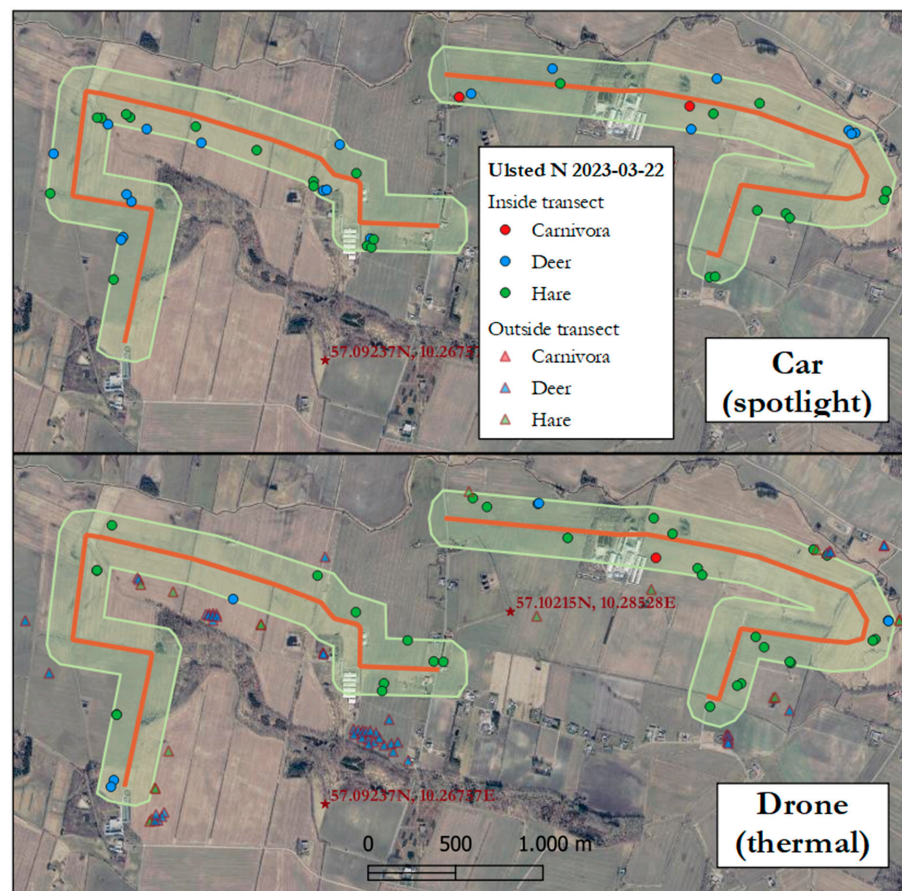 Ulsted N 2023-03-22
Inside transect
Carnivora
Deer
Hare
Outside transect
Carnivora
Deer
Hare
57.09237N, 10.2673
Car
(spotlight)
57.10215N, 10.28528E
57.09237N, 10.26737E
0 500 1.000 m
Drone
(thermal)